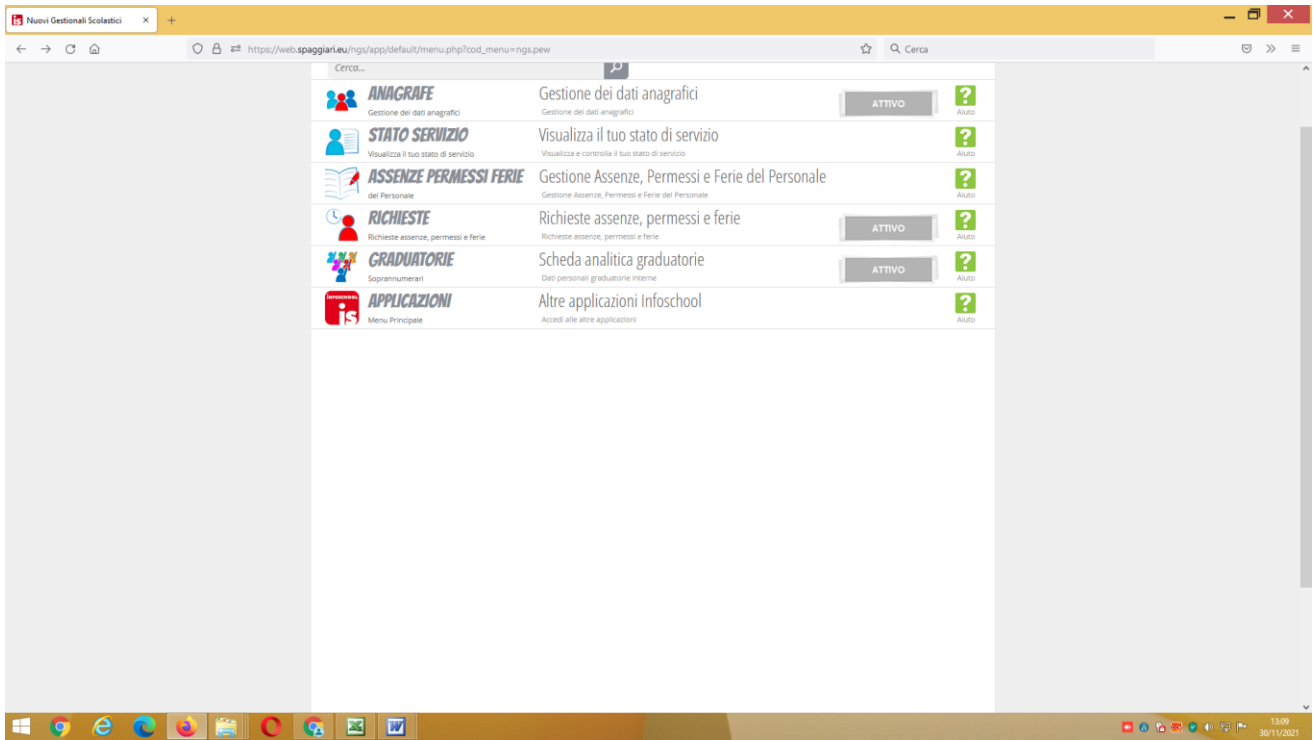 Nuovi Gestionali Scolastici
https://web.spaggiari.eu/ngs/app/default/menu.php?cod_menu=ngs.pew
Cerca
Cerca...
ANAGRAFE
Gestione dei dati anagrafici
Gestione dei dati anagrafici
Gestione dei dati anagrafici
ATTIVO
Aiuto
STATO SERVIZIO
Visualizza il tuo stato di servizio
Visualizza il tuo stato di servizio
Visualizza e controlla il tuo stato di servizio
Aiuto
ASSENZE PERMESSI FERIE
del Personale
Gestione Assenze, Permessi e Ferie del Personale
Gestione Assenze, Permessi e Ferie del Personale
Aiuto
RICHIESTE
Richieste assenze, permessi e ferie
Richieste assenze, permessi e ferie
Richieste assenze, permessi e ferie
ATTIVO
Aiuto
GRADUATORIE
Soprannumerari
Scheda analitica graduatorie
Dati personali graduatorie interne
ATTIVO
Aiuto
INFOSCHOOL
is
APPLICAZIONI
Menu Principale
Altre applicazioni Infoschool
Accedi alle altre applicazioni
Aiuto
13:09
30/11/2021